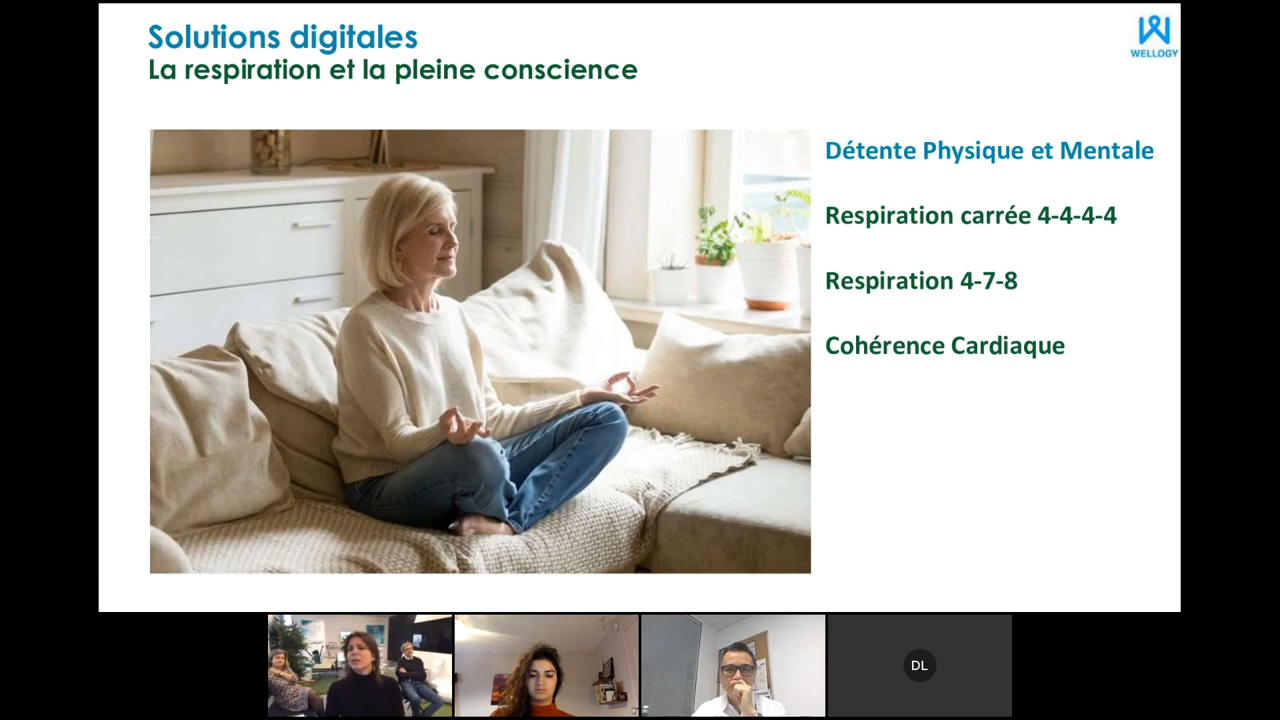 Solutions digitales
La respiration et la pleine conscience
WELLOGY
Détente Physique et Mentale
Respiration carrée 4-4-4-4
Respiration 4-7-8
Cohérence Cardiaque
DL